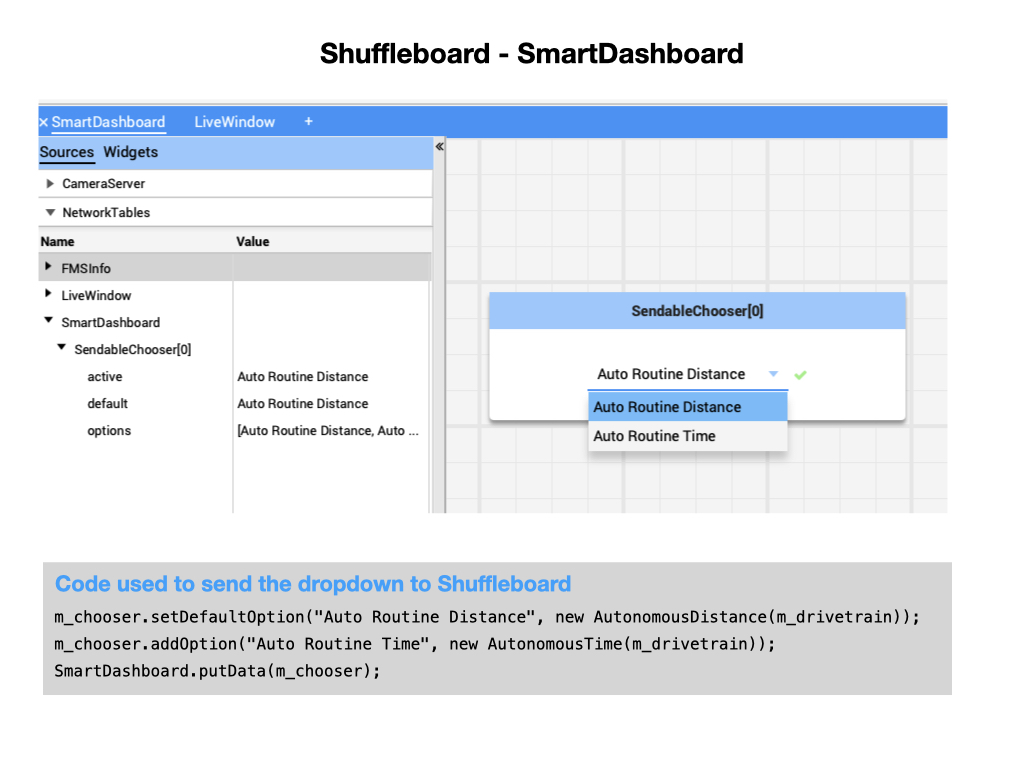 Shuffleboard - SmartDashboard
× SmartDashboard LiveWindow +
Sources Widgets «
CameraServer
NetworkTables
Name Value
FMSInfo
LiveWindow
SmartDashboard
SendableChooser[0]
active Auto Routine Distance
default Auto Routine Distance
options [Auto Routine Distance, Auto ...
SendableChooser[0]
Auto Routine Distance
Auto Routine Distance
Auto Routine Time
Code used to send the dropdown to Shuffleboard
m_chooser.setDefaultOption("Auto Routine Distance", new AutonomousDistance(m_drivetrain));
m_chooser.addOption("Auto Routine Time", new AutonomousTime(m_drivetrain));
SmartDashboard.putData(m_chooser);